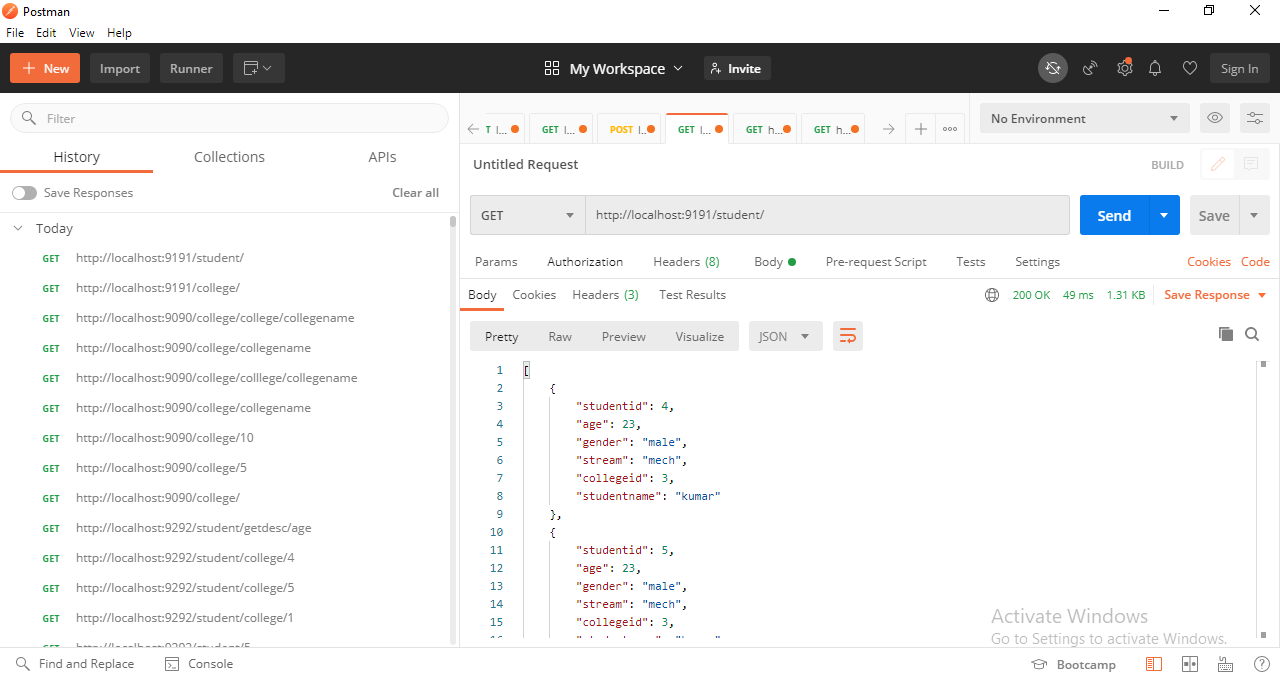 Postman
File Edit View Help
New Import Runner My Workspace Invite Sign In
Filter
T l... GET l... POST l... GET l... GET h... GET h... No Environment
History Collections APIs
Untitled Request BUILD
Save Responses Clear all
GET http://localhost:9191/student/ Send Save
Today
Params Authorization Headers (8) Body Pre-request Script Tests Settings Cookies Code
GET http://localhost:9191/student/
GET http://localhost:9191/college/
GET http://localhost:9090/college/college/collegename
GET http://localhost:9090/college/collegename
GET http://localhost:9090/college/colllege/collegename
GET http://localhost:9090/college/collegename
GET http://localhost:9090/college/10
GET http://localhost:9090/college/5
GET http://localhost:9090/college/
GET http://localhost:9292/student/getdesc/age
GET http://localhost:9292/student/college/4
GET http://localhost:9292/student/college/5
GET http://localhost:9292/student/college/1
Body Cookies Headers (3) Test Results 200 OK 49 ms 1.31 KB Save Response
Pretty Raw Preview Visualize JSON
1 [
2 {
3 "studentid": 4,
4 "age": 23,
5 "gender": "male",
6 "stream": "mech",
7 "collegeid": 3,
8 "studentname": "kumar"
9 },
10 {
11 "studentid": 5,
12 "age": 23,
13 "gender": "male",
14 "stream": "mech",
15 "collegeid": 3,
Activate Windows
Go to Settings to activate Windows.
Find and Replace Console Bootcamp